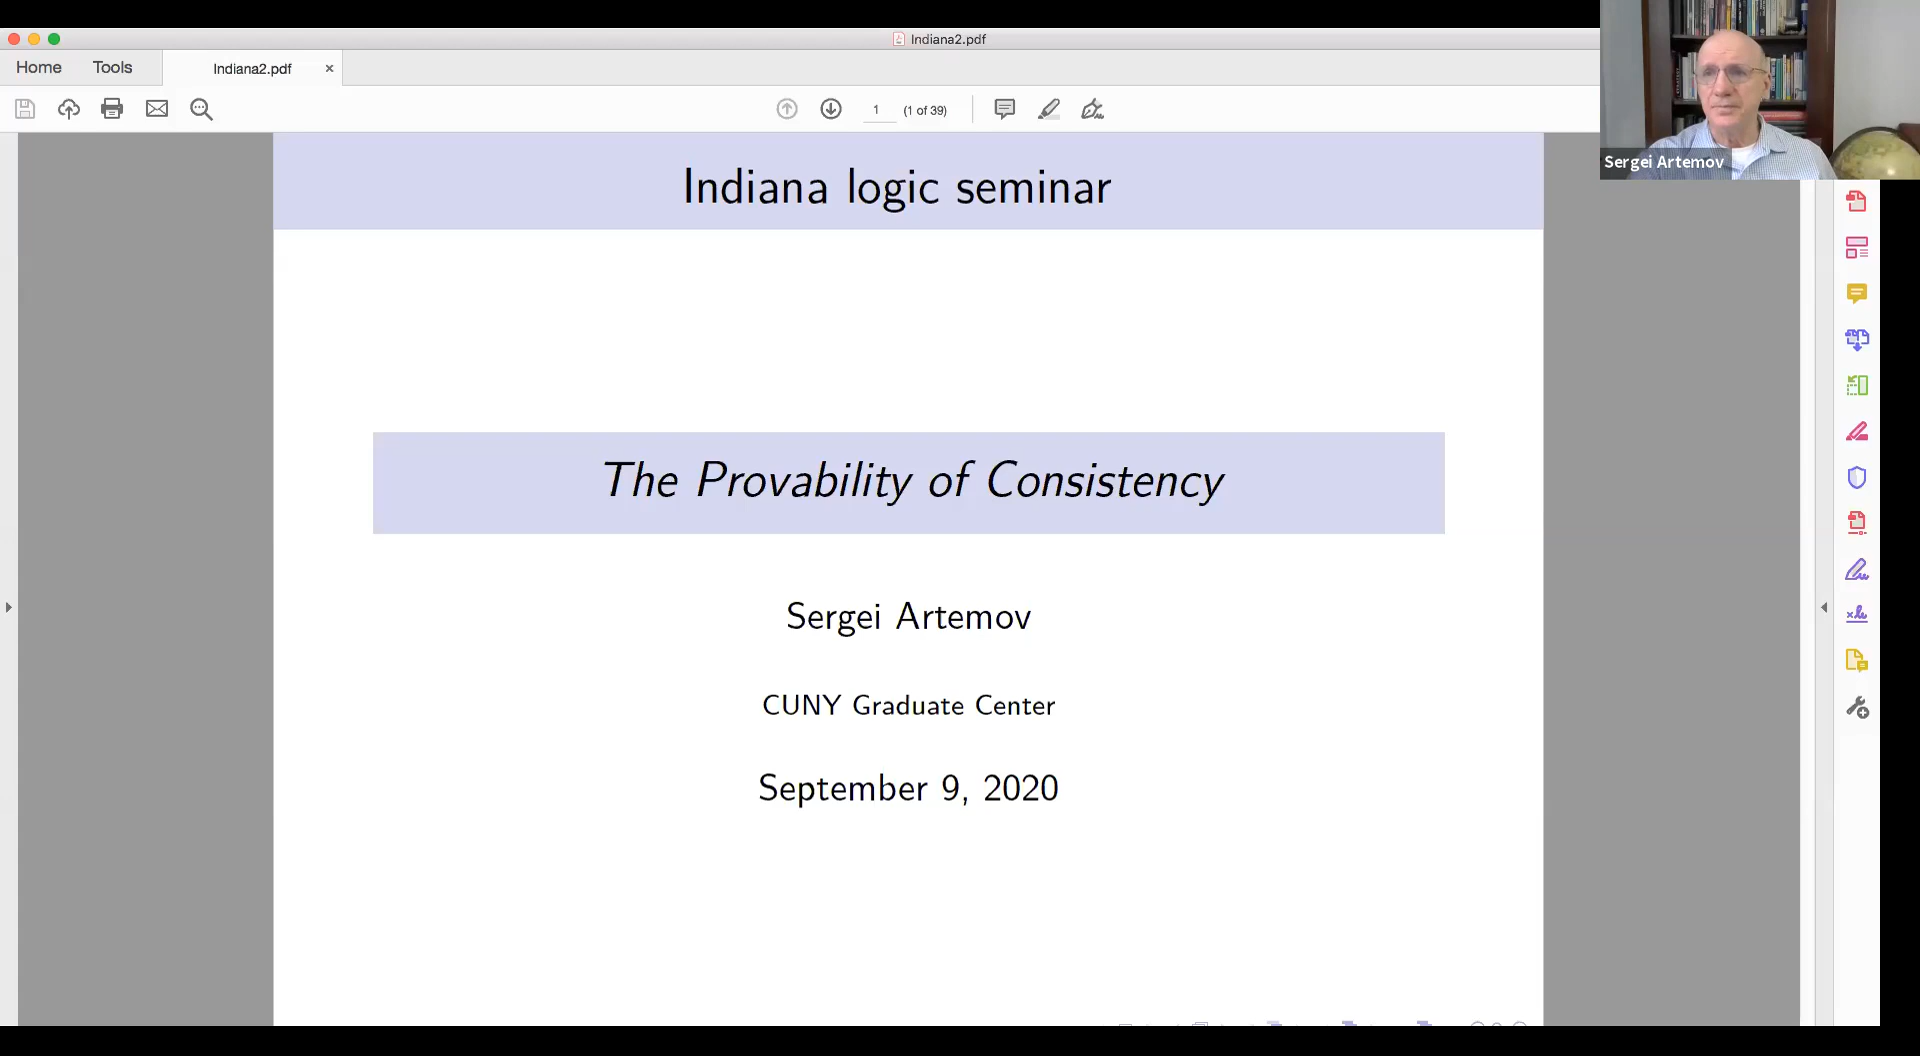 Indiana2.pdf
Home Tools Indiana2.pdf ×
1 (1 of 39)
Sergei Artemov
Indiana logic seminar
The Provability of Consistency
Sergei Artemov
CUNY Graduate Center
September 9, 2020